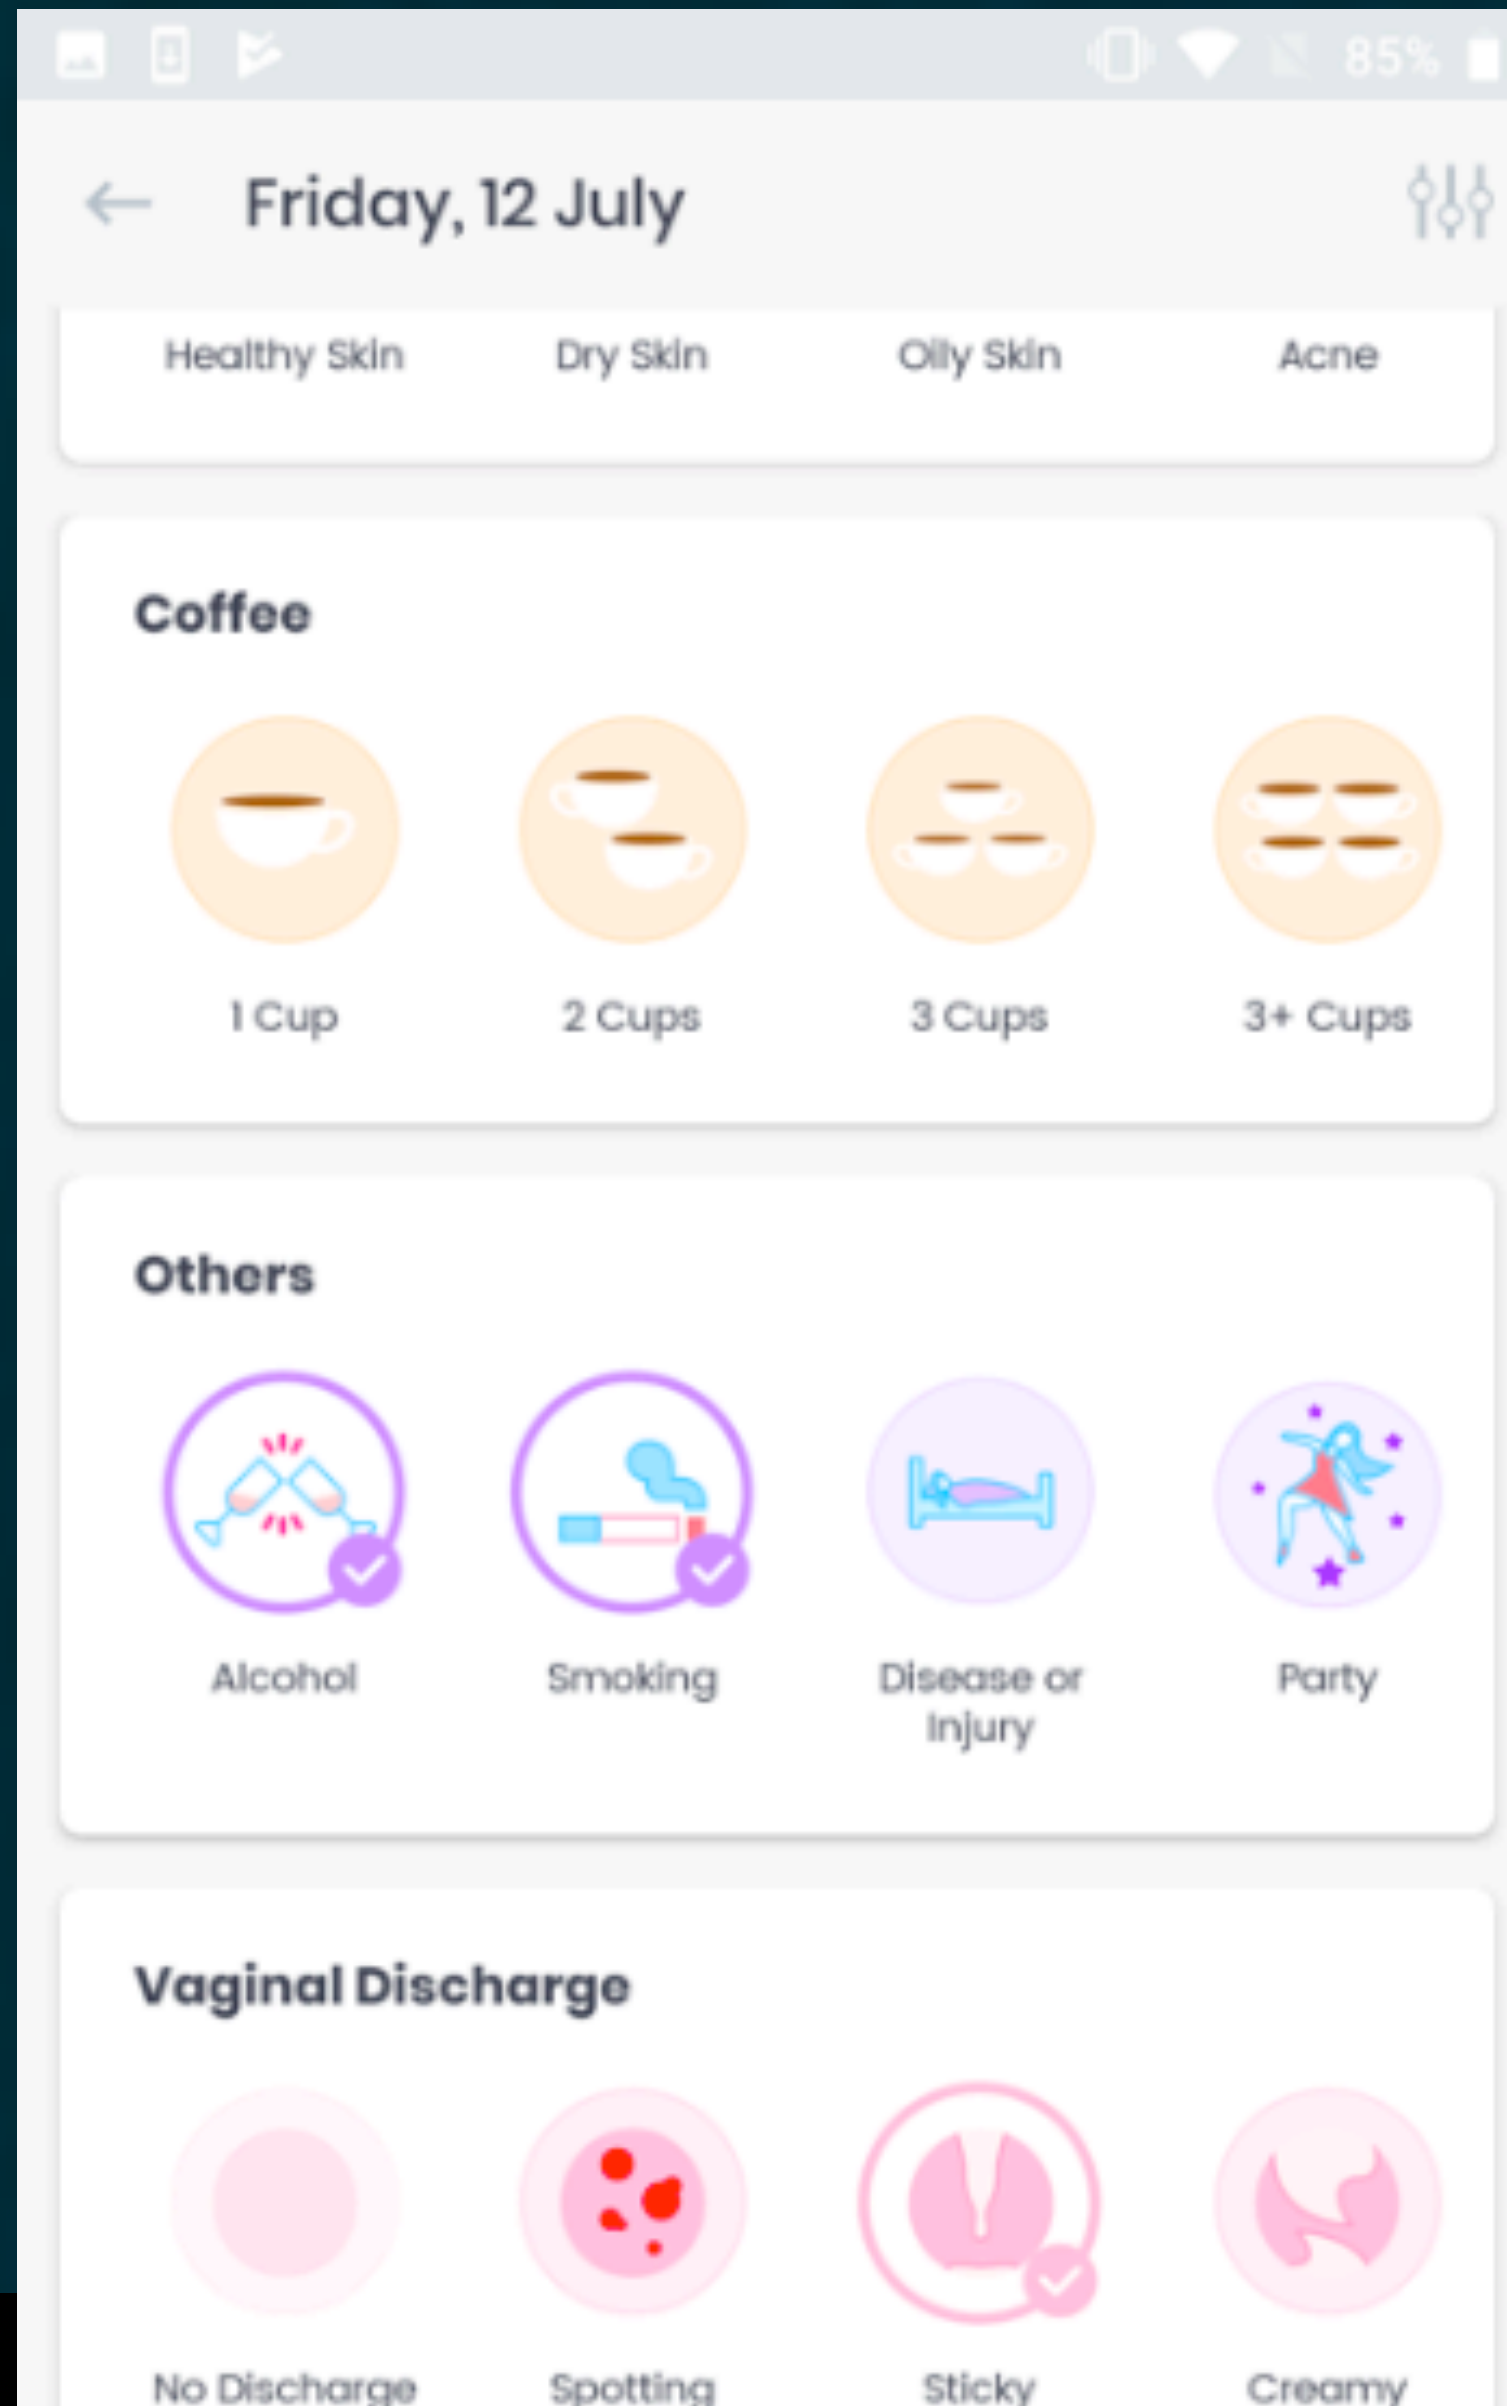 85%
Friday, 12 July
Healthy Skin Dry Skin Oily Skin Acne
Coffee
1 Cup 2 Cups 3 Cups 3+ Cups
Others
Alcohol Smoking Disease or Party
Injury
Vaginal Discharge
No Discharge Spotting Sticky Creamy